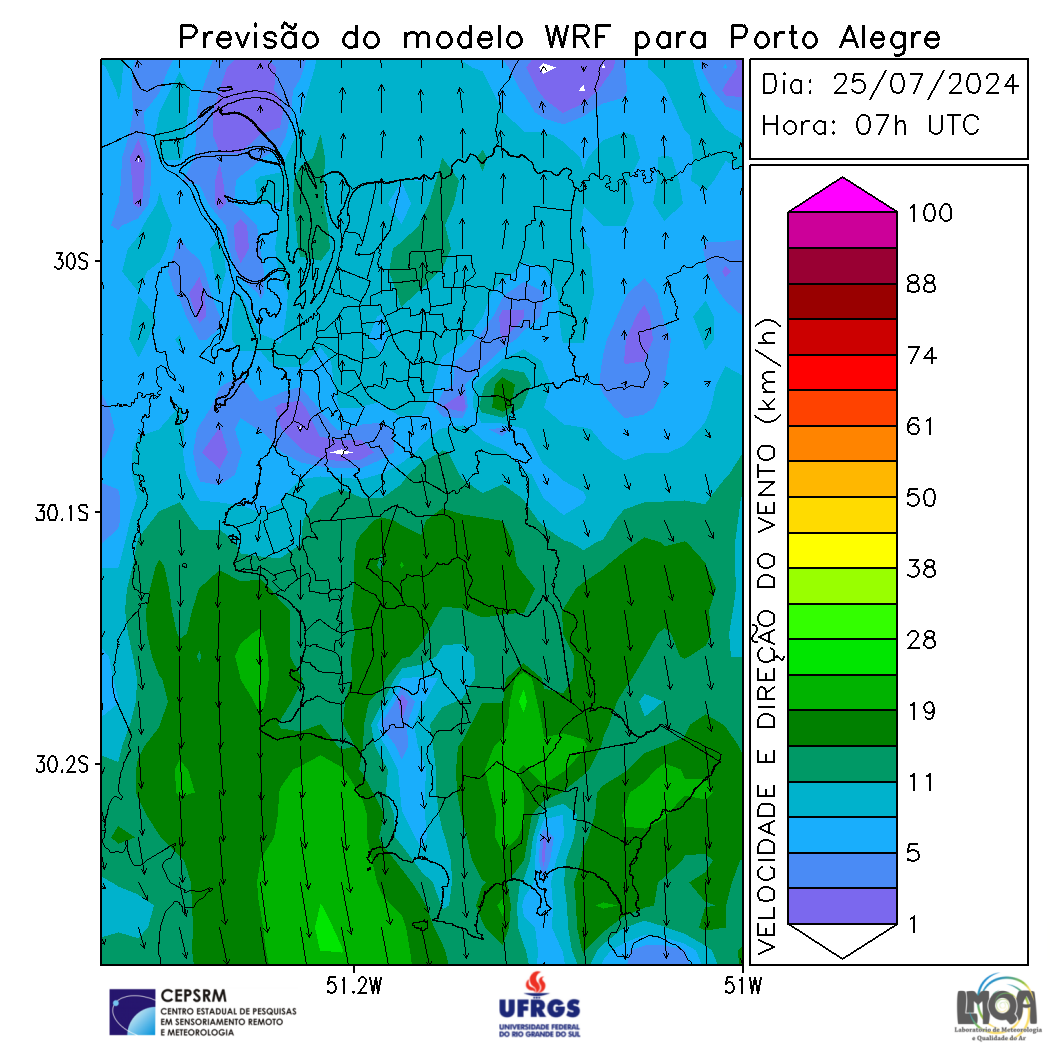 Previsão do modelo WRF para Porto Alegre
Dia: 25/07/2024
Hora: 07h UTC
30S
30.1S
30.2S
51.2W
51W
VELOCIDADE E DIREÇÃO DO VENTO (km/h)
100
88
74
61
50
38
28
19
11
5
1
CEPSRM
CENTRO ESTADUAL DE PESQUISAS
EM SENSORIAMENTO REMOTO
E METEOROLOGIA
UFRGS
UNIVERSIDADE FEDERAL
DO RIO GRANDE DO SUL
LMQA
Laboratório de Meteorologia
e Qualidade do Ar